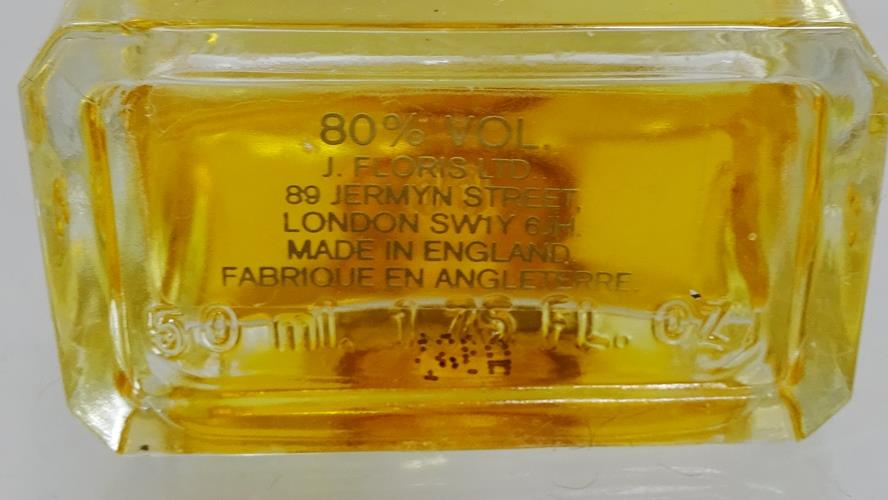 80% VOL.
J. FLORIS LTD.
89 JERMYN STREET,
LONDON SW1Y 6JH.
MADE IN ENGLAND.
FABRIQUE EN ANGLETERRE.
50 ml. 1.75 FL. OZ.